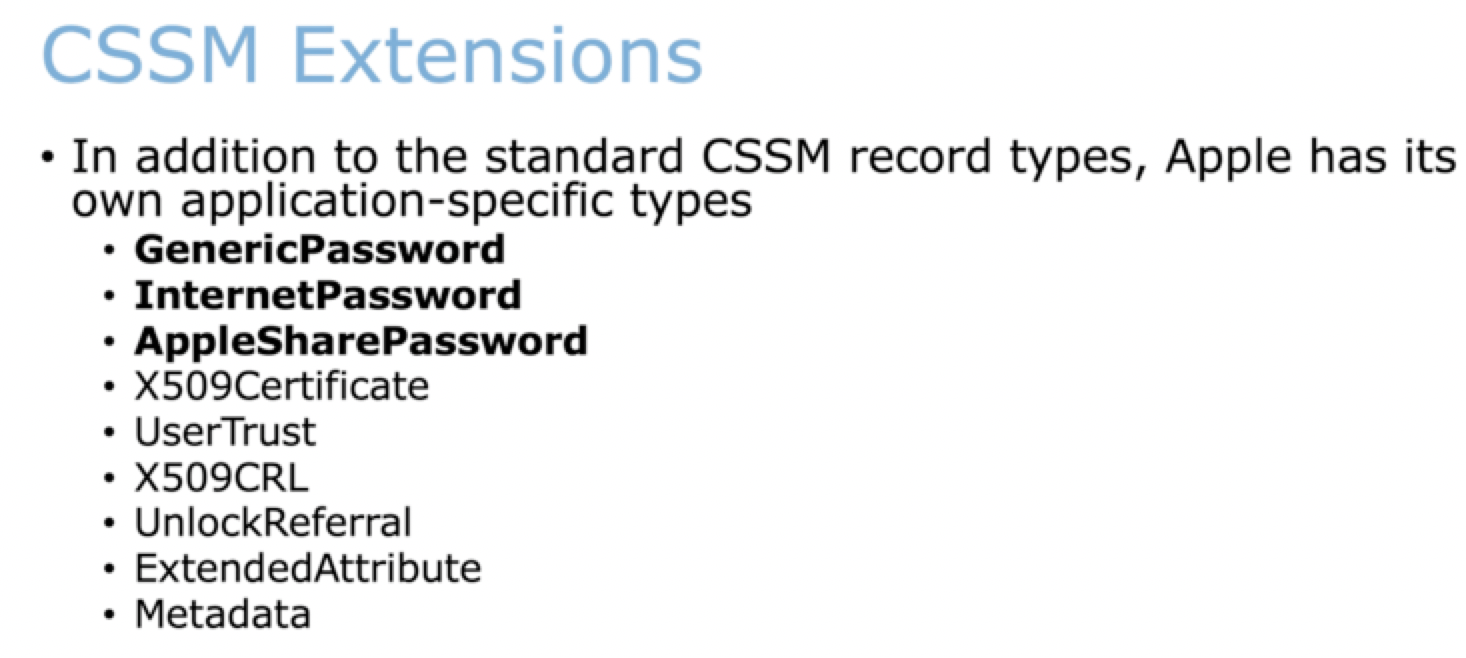 CSSM Extensions
• In addition to the standard CSSM record types, Apple has its
own application-specific types
• GenericPassword
• InternetPassword
• AppleSharePassword
• X509Certificate
• UserTrust
• X509CRL
• UnlockReferral
• ExtendedAttribute
• Metadata